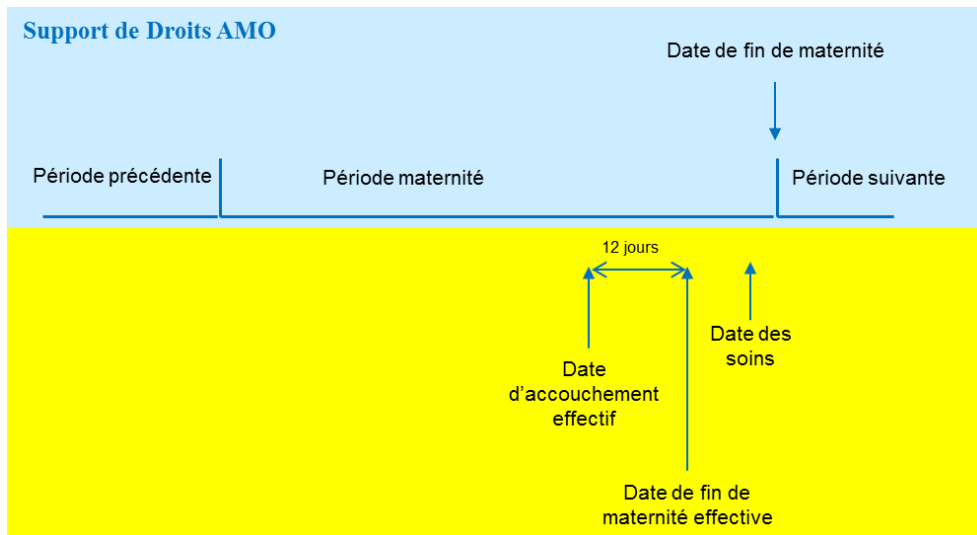 Support de Droits AMO
Date de fin de maternité
Période précédente
Période maternité
Période suivante
12 jours
Date des
soins
Date
d’accouchement
effectif
Date de fin de
maternité effective